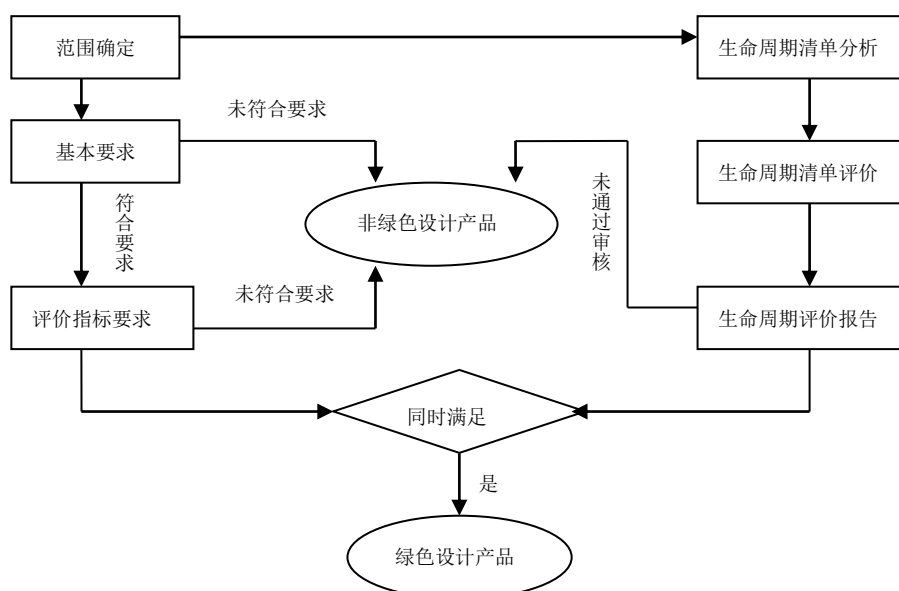 范围确定
生命周期清单分析
未符合要求
基本要求
生命周期清单评价
符合要求
未通过审核
非绿色设计产品
未符合要求
评价指标要求
生命周期评价报告
同时满足
是
绿色设计产品